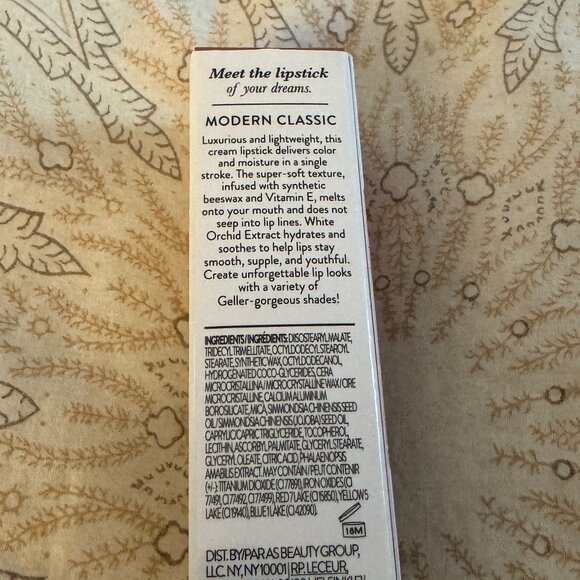 Meet the lipstick
of your dreams.
MODERN CLASSIC
Luxurious and lightweight, this
cream lipstick delivers color
and moisture in a single
stroke. The super-soft texture,
infused with synthetic
beeswax and Vitamin E, melts
onto your mouth and does not
seep into lip lines. White
Orchid Extract hydrates and
soothes to help lips stay
smooth, supple, and youthful.
Create unforgettable lip looks
with a variety of
Geller-gorgeous shades!
INGREDIENTS / INGRÉDIENTS: DIISOSTEARYL MALATE,
TRIDECYL TRIMELLITATE, OCTYLDODECYL STEAROYL
STEARATE, SYNTHETIC WAX, OCTYLDODECANOL,
HYDROGENATED COCO-GLYCERIDES, CERA
MICROCRISTALLINA / MICROCRYSTALLINE WAX / CIRE
MICROCRISTALLINE, CALCIUM ALUMINUM
BOROSILICATE, MICA, SIMMONDSIA CHINENSIS SEED
OIL / SIMMONDSIA CHINENSIS (JOJOBA) SEED OIL,
CAPRYLIC/CAPRIC TRIGLYCERIDE, TOCOPHEROL,
LECITHIN, ASCORBYL PALMITATE, GLYCERYL STEARATE,
GLYCERYL OLEATE, CITRIC ACID, PHALAENOPSIS
AMABILIS EXTRACT. MAY CONTAIN / PEUT CONTENIR
(+/-): TITANIUM DIOXIDE (CI 77891), IRON OXIDES (CI
77491, CI 77492, CI 77499), RED 7 LAKE (CI 15850), YELLOW 5
LAKE (CI 19140), BLUE 1 LAKE (CI 42090).
18M
DIST. BY/PAR AS BEAUTY GROUP,
LLC. NY, NY 10001 | RP. LECEUR,